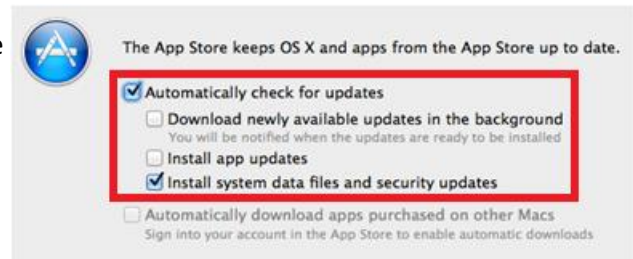 e
The App Store keeps OS X and apps from the App Store up to date.
Automatically check for updates
Download newly available updates in the background
You will be notified when the updates are ready to be installed
Install app updates
Install system data files and security updates
Automatically download apps purchased on other Macs
Sign into your account in the App Store to enable automatic downloads